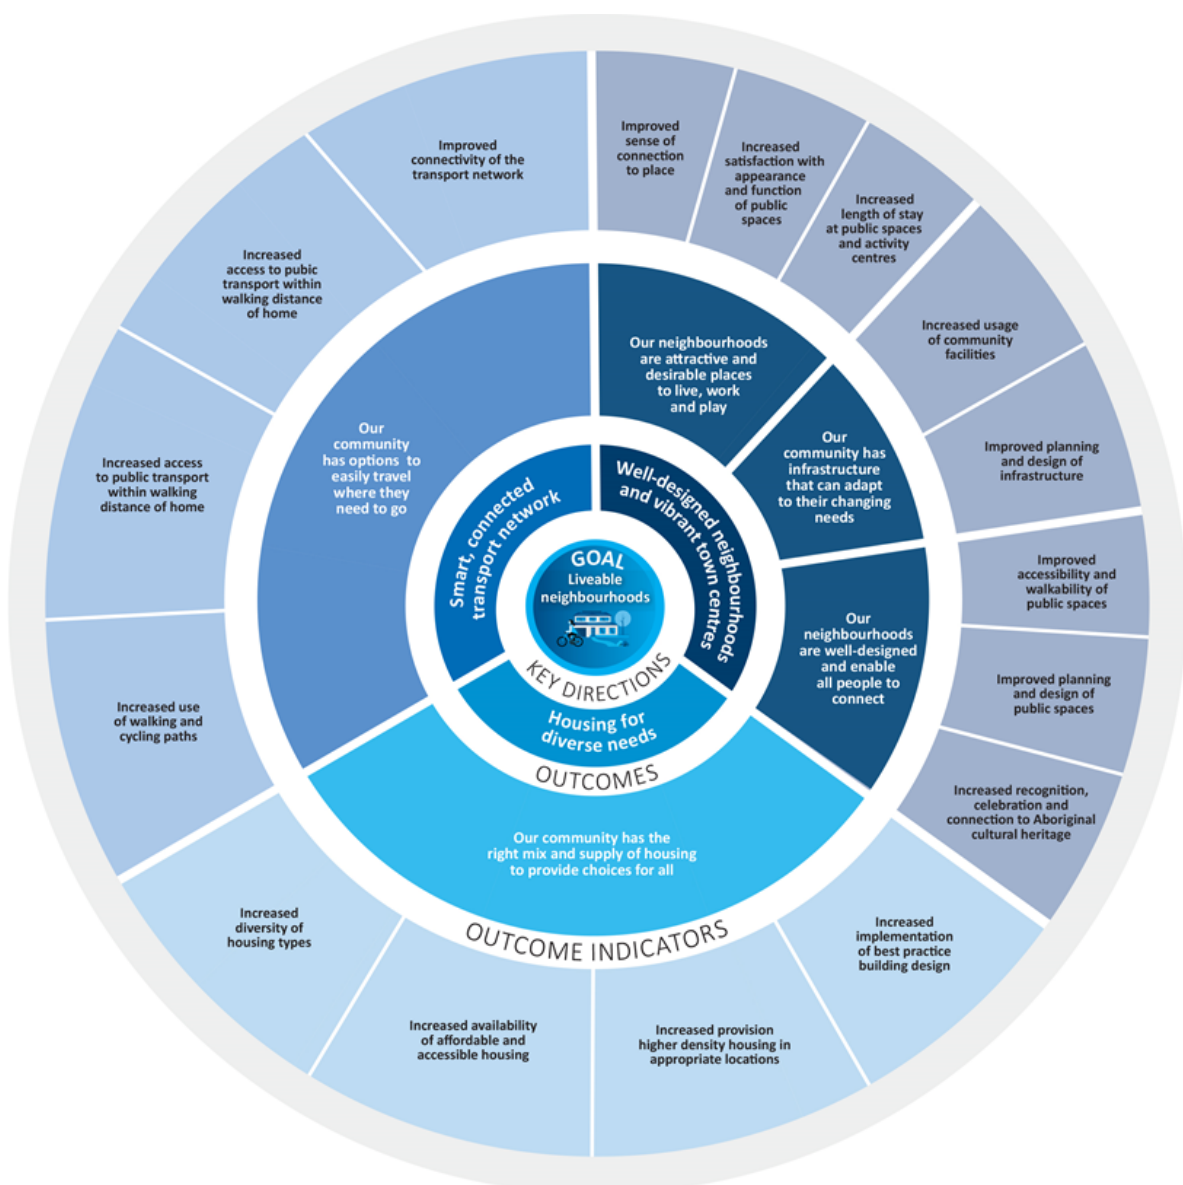 GOAL
Liveable
neighbourhoods
KEY DIRECTIONS
Smart, connected
transport network
Well-designed neighbourhoods
and vibrant town centres
Housing for
diverse needs
OUTCOMES
Our
community
has options to
easily travel
where they
need to go
Our neighbourhoods
are attractive and
desirable places
to live, work
and play
Our
community has
infrastructure
that can adapt
to their changing
needs
Our
neighbourhoods
are well-designed
and enable
all people to
connect
Our community has the
right mix and supply of housing
to provide choices for all
OUTCOME INDICATORS
Improved
sense of
connection
to place
Increased
satisfaction with
appearance
and function
of public
spaces
Increased
length of stay
at public spaces
and activity
centres
Increased usage
of community
facilities
Improved planning
and design of
infrastructure
Improved
accessibility and
walkability of
public spaces
Improved planning
and design of
public spaces
Increased recognition,
celebration and
connection to Aboriginal
cultural heritage
Increased
implementation
of best practice
building design
Increased provision
higher density housing in
appropriate locations
Increased availability
of affordable and
accessible housing
Increased
diversity of
housing types
Increased use
of walking and
cycling paths
Increased access
to public transport
within walking
distance of home
Increased
access to pubic
transport within
walking distance
of home
Improved
connectivity of the
transport network